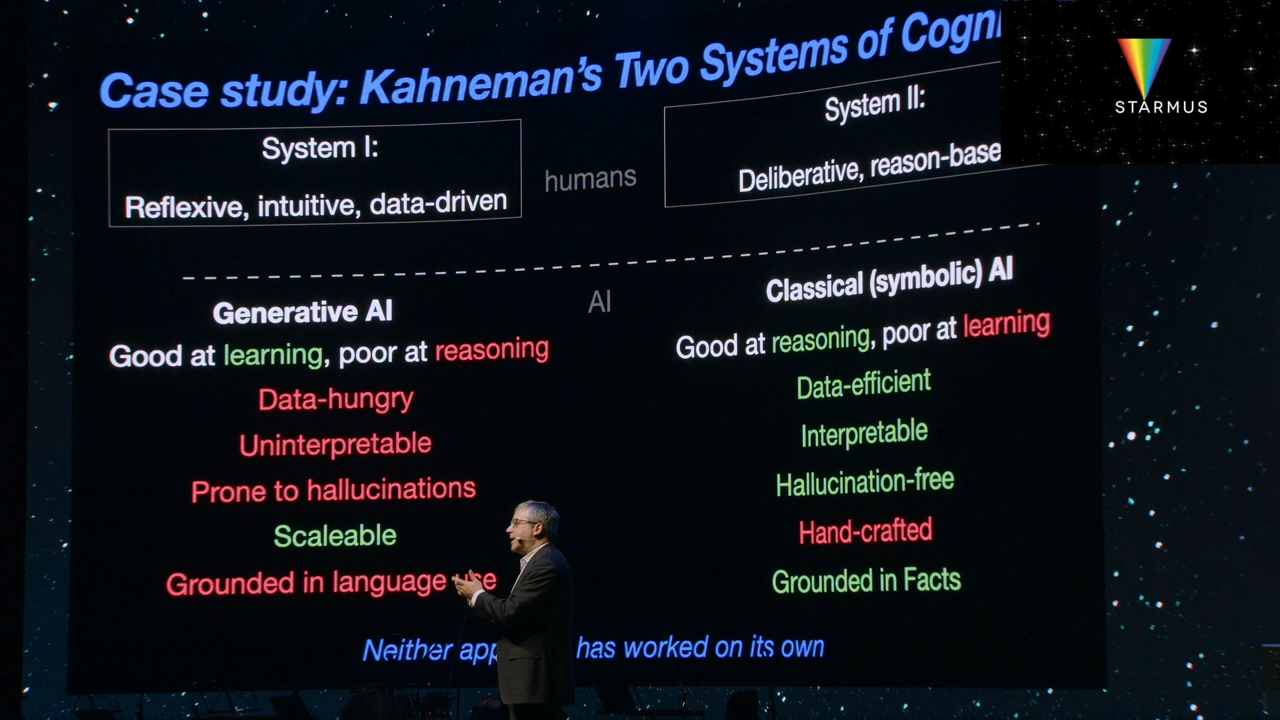 Case study: Kahneman's Two Systems of
STARMUS
System I:
Reflexive, intuitive, data-driven
humans
System II:
Deliberative, reason-base
Generative AI
Good at learning, poor at reasoning
Data-hungry
Uninterpretable
Prone to hallucinations
Scaleable
Grounded in language
AI
Classical (symbolic) AI
Good at reasoning, poor at learning
Data-efficient
Interpretable
Hallucination-free
Hand-crafted
Grounded in Facts
Neither has worked on its own